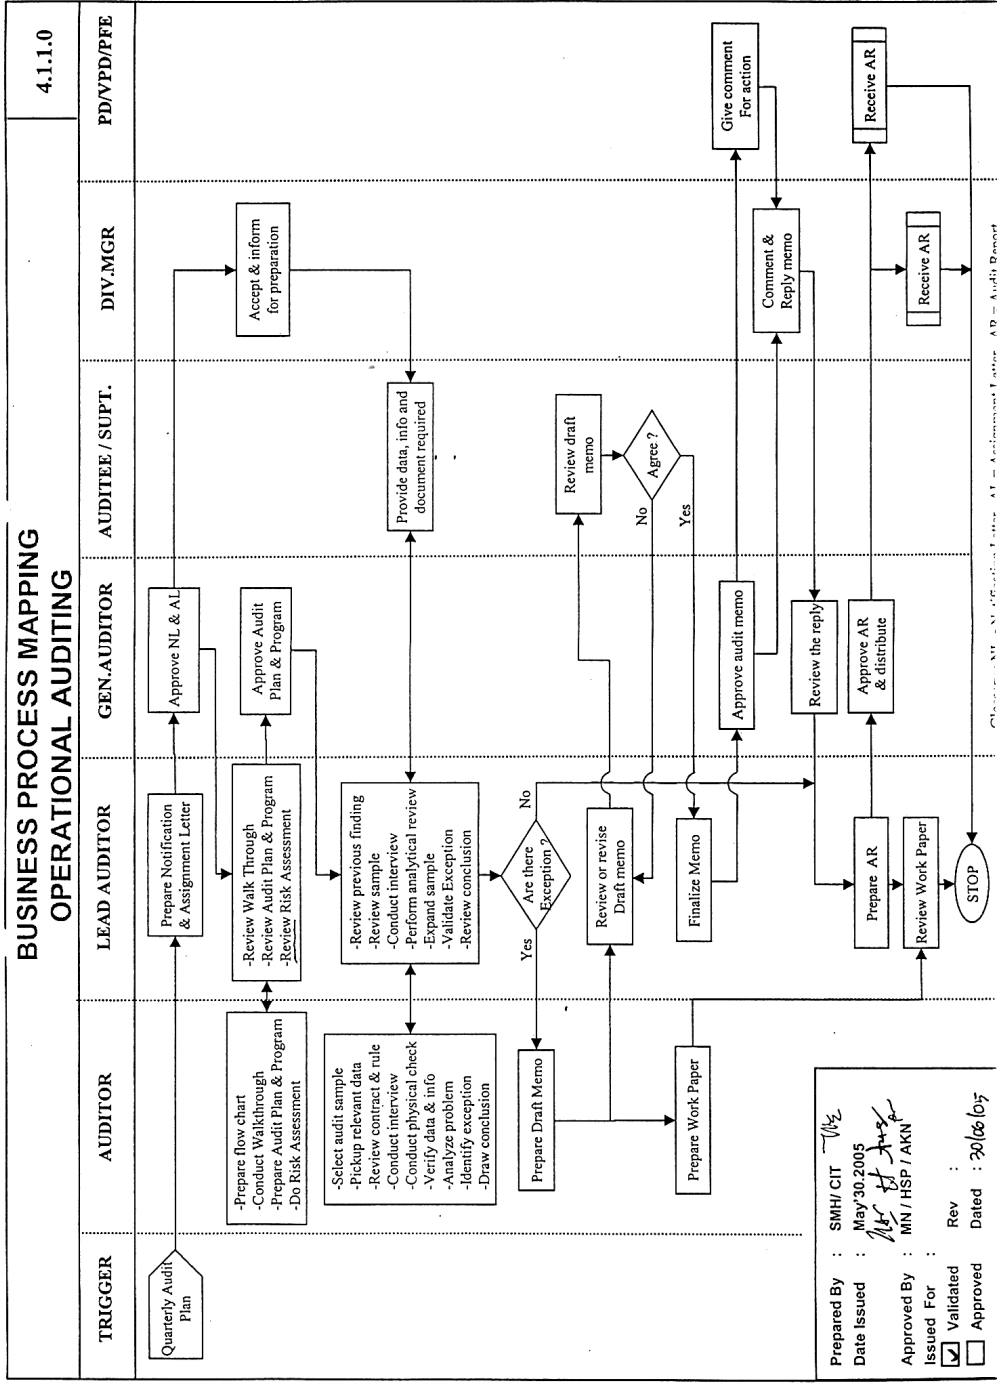 BUSINESS PROCESS MAPPING
OPERATIONAL AUDITING
4.1.1.0
TRIGGER
AUDITOR
LEAD AUDITOR
GEN.AUDITOR
AUDITEE / SUPT.
DIV.MGR
PD/VPD/PFE
Quarterly Audit
Plan
Prepare Notification
& Assignment Letter
Approve NL & AL
Accept & inform
for preparation
-Prepare flow chart
-Conduct Walkthrough
-Prepare Audit Plan & Program
-Do Risk Assessment
-Review Walk Through
-Review Audit Plan & Program
-Review Risk Assessment
Approve Audit
Plan & Program
-Select audit sample
-Pickup relevant data
-Review contract & rule
-Conduct interview
-Conduct physical check
-Verify data & info
-Analyze problem
-Identify exception
-Draw conclusion
-Review previous finding
-Review sample
-Conduct interview
-Perform analytical review
-Expand sample
-Validate Exception
-Review conclusion
Provide data, info and
document required
Are there
Exception ?
Yes
No
Prepare Draft Memo
Review or revise
Draft memo
Review draft
memo
Agree ?
No
Yes
Finalize Memo
Prepare Work Paper
Approve audit memo
Give comment
For action
Comment &
Reply memo
Review the reply
Prepare AR
Approve AR
& distribute
Receive AR
Receive AR
Review Work Paper
STOP
Prepared By : SMH/ CIT
Date Issued : May'30.2005
Approved By : MN / HSP / AKN
Issued For :
Validated Rev :
Approved Dated : 30/06/05
NL = Notification Letter AL = Assignment Letter AR = Audit Report